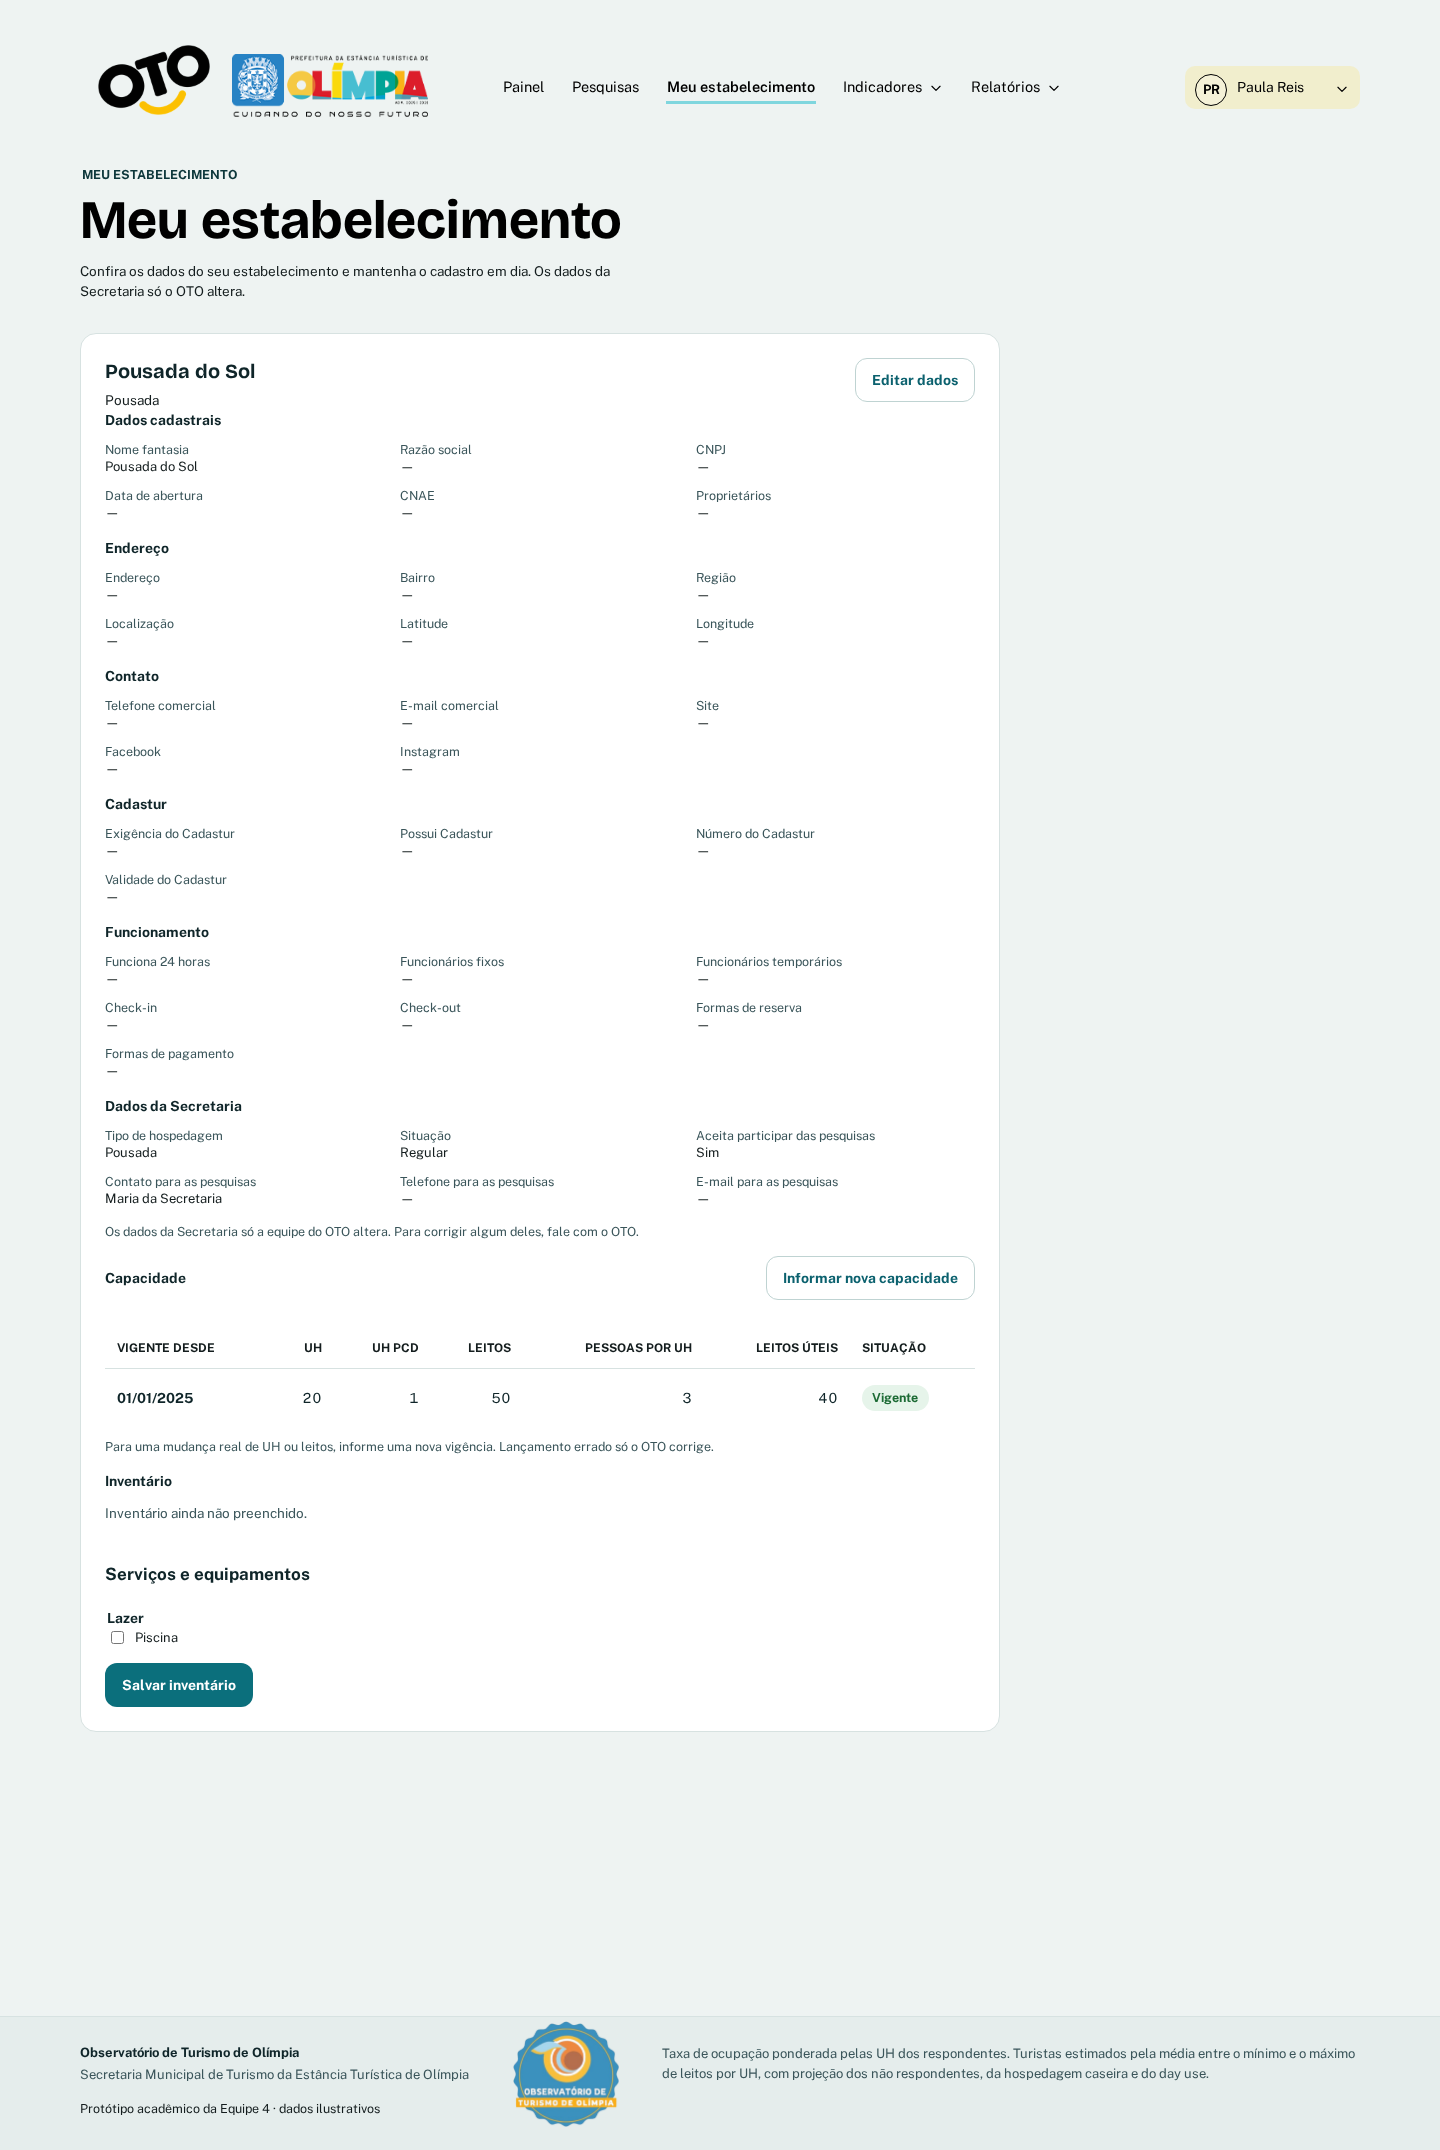 OTO
PREFEITURA DA ESTÂNCIA TURÍSTICA DE
OLÍMPIA
CUIDANDO DO NOSSO FUTURO
Painel
Pesquisas
Meu estabelecimento
Indicadores
Relatórios
PR
Paula Reis
MEU ESTABELECIMENTO
Meu estabelecimento
Confira os dados do seu estabelecimento e mantenha o cadastro em dia. Os dados da
Secretaria só o OTO altera.
Pousada do Sol
Editar dados
Pousada
Dados cadastrais
Nome fantasia
Pousada do Sol
Razão social
—
CNPJ
—
Data de abertura
—
CNAE
—
Proprietários
—
Endereço
Endereço
—
Bairro
—
Região
—
Localização
—
Latitude
—
Longitude
—
Contato
Telefone comercial
—
E-mail comercial
—
Site
—
Facebook
—
Instagram
—
Cadastur
Exigência do Cadastur
—
Possui Cadastur
—
Número do Cadastur
—
Validade do Cadastur
—
Funcionamento
Funciona 24 horas
—
Funcionários fixos
—
Funcionários temporários
—
Check-in
—
Check-out
—
Formas de reserva
—
Formas de pagamento
—
Dados da Secretaria
Tipo de hospedagem
Pousada
Situação
Regular
Aceita participar das pesquisas
Sim
Contato para as pesquisas
Maria da Secretaria
Telefone para as pesquisas
—
E-mail para as pesquisas
—
Os dados da Secretaria só a equipe do OTO altera. Para corrigir algum deles, fale com o OTO.
Capacidade
Informar nova capacidade
VIGENTE DESDE UH UH PCD LEITOS PESSOAS POR UH LEITOS ÚTEIS SITUAÇÃO
01/01/2025 20 1 50 3 40 Vigente
Para uma mudança real de UH ou leitos, informe uma nova vigência. Lançamento errado só o OTO corrige.
Inventário
Inventário ainda não preenchido.
Serviços e equipamentos
Lazer
Piscina
Salvar inventário
Observatório de Turismo de Olímpia
Secretaria Municipal de Turismo da Estância Turística de Olímpia
Protótipo acadêmico da Equipe 4 · dados ilustrativos
OBSERVATÓRIO DE
TURISMO DE OLÍMPIA
Taxa de ocupação ponderada pelas UH dos respondentes. Turistas estimados pela média entre o mínimo e o máximo
de leitos por UH, com projeção dos não respondentes, da hospedagem caseira e do day use.